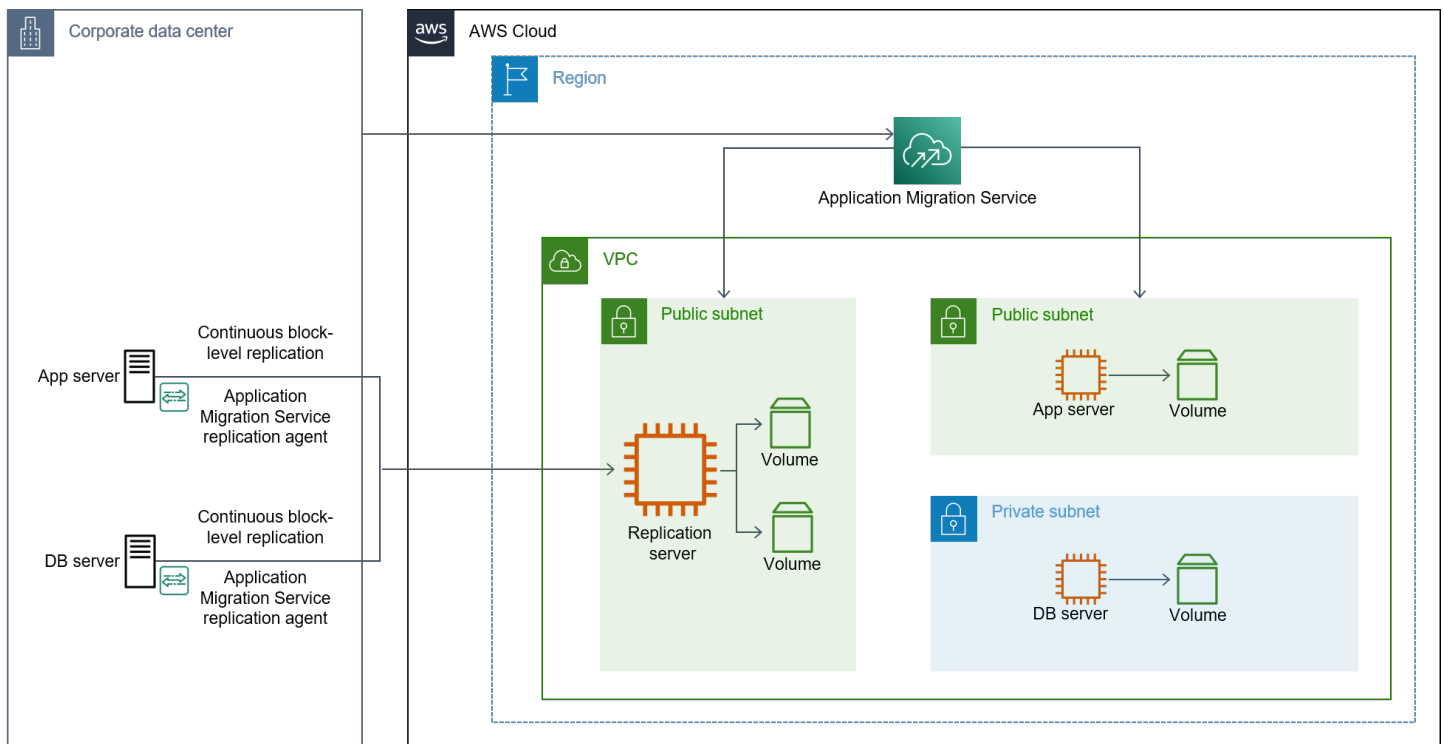 Corporate data center
aws
AWS Cloud
Region
Application Migration Service
VPC
Public subnet
Replication
server
Volume
Volume
Public subnet
App server
Volume
Private subnet
DB server
Volume
App server
Continuous block-
level replication
Application
Migration Service
replication agent
DB server
Continuous block-
level replication
Application
Migration Service
replication agent